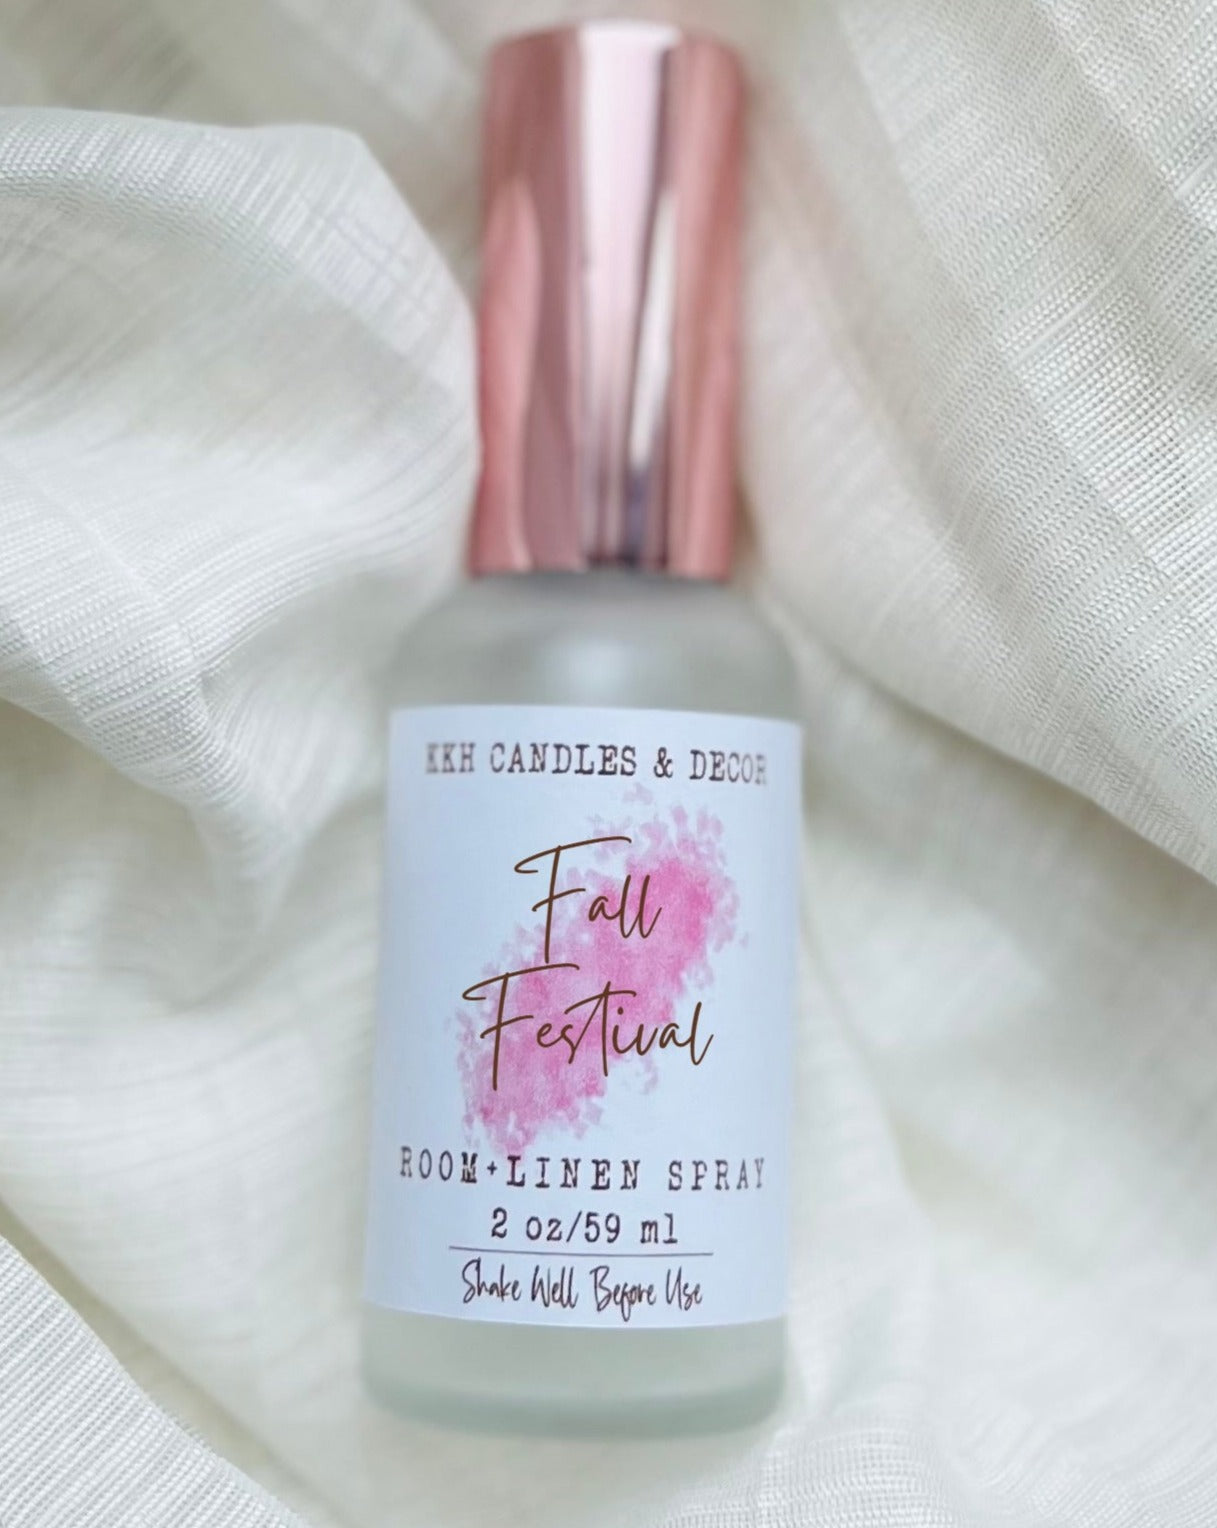 KKH CANDLES & DECOR
Fall
Festival
ROOM+LINEN SPRAY
2 oz/59 ml
Shake Well Before Use